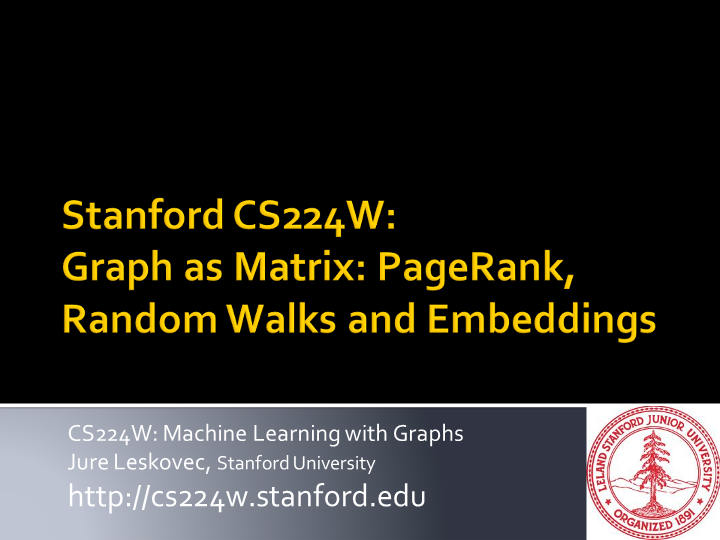 Stanford CS224W:
Graph as Matrix: PageRank,
Random Walks and Embeddings
CS224W: Machine Learning with Graphs
Jure Leskovec, Stanford University
http://cs224w.stanford.edu
LELAND STANFORD JUNIOR UNIVERSITY
ORGANIZED 1891